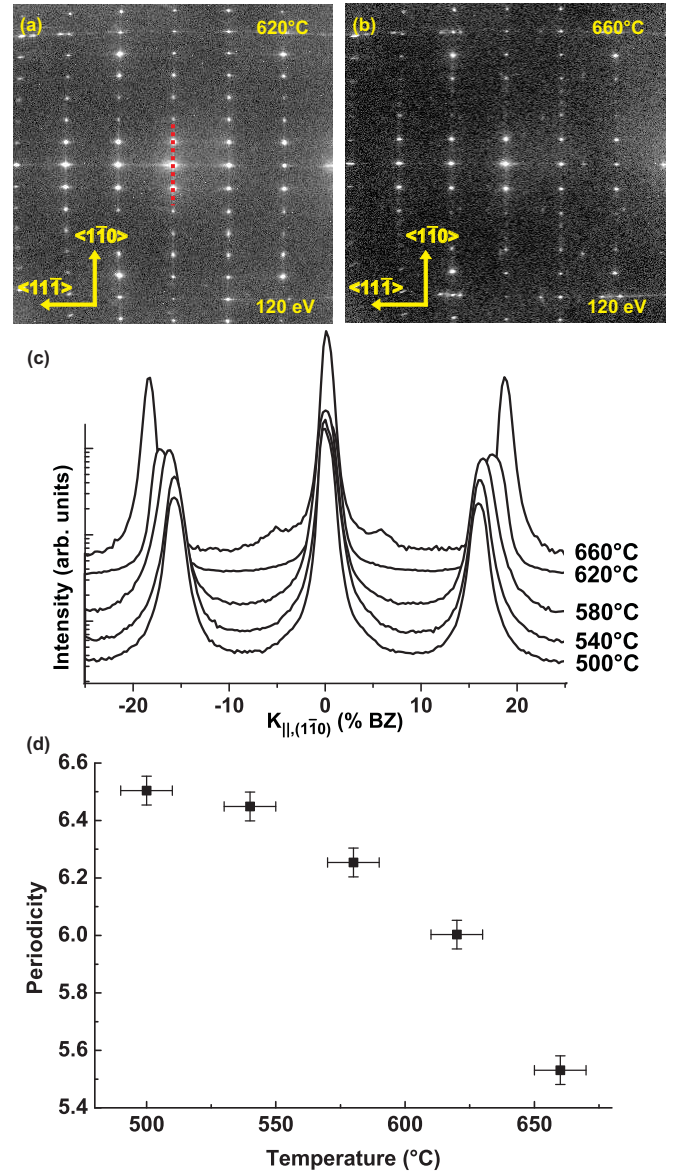 (a) 620°C
<11̄0>
<111̄>
120 eV
(b) 660°C
<11̄0>
<111̄>
120 eV
(c)
Intensity (arb. units)
660°C
620°C
580°C
540°C
500°C
-20 -10 0 10 20
K||,(11̄0) (% BZ)
(d)
Periodicity
6.6
6.4
6.2
6.0
5.8
5.6
5.4
500 550 600 650
Temperature (°C)